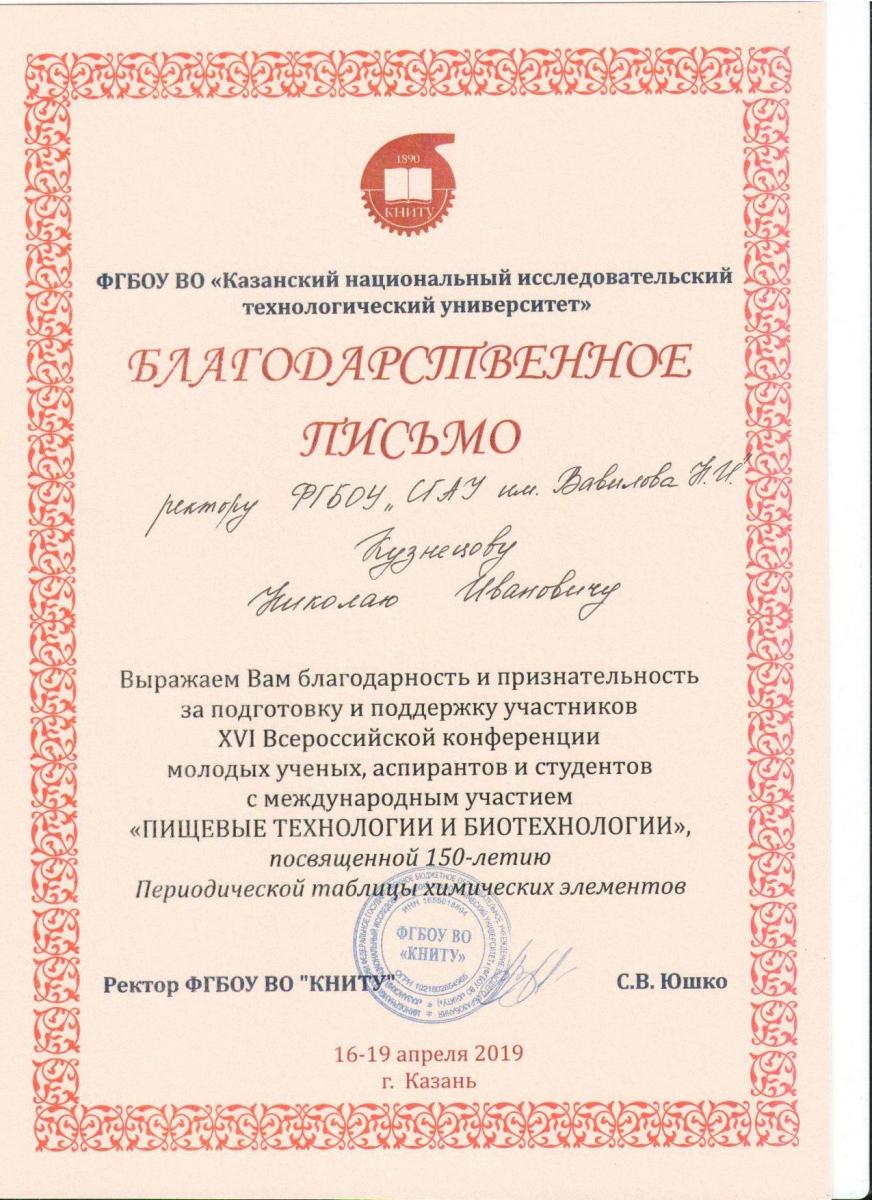 1890
КНИТУ
ФГБОУ ВО «Казанский национальный исследовательский
технологический университет»
БЛАГОДАРСТВЕННОЕ
ПИСЬМО
ректору ФГБОУ „СГАУ им. Вавилова Н.И.“
Кузнецову
Николаю Ивановичу
Выражаем Вам благодарность и признательность
за подготовку и поддержку участников
XVI Всероссийской конференции
молодых ученых, аспирантов и студентов
с международным участием
«ПИЩЕВЫЕ ТЕХНОЛОГИИ И БИОТЕХНОЛОГИИ»,
посвященной 150-летию
Периодической таблицы химических элементов
ФГБОУ ВО
«КНИТУ»
Ректор ФГБОУ ВО "КНИТУ"
С.В. Юшко
16-19 апреля 2019
г. Казань